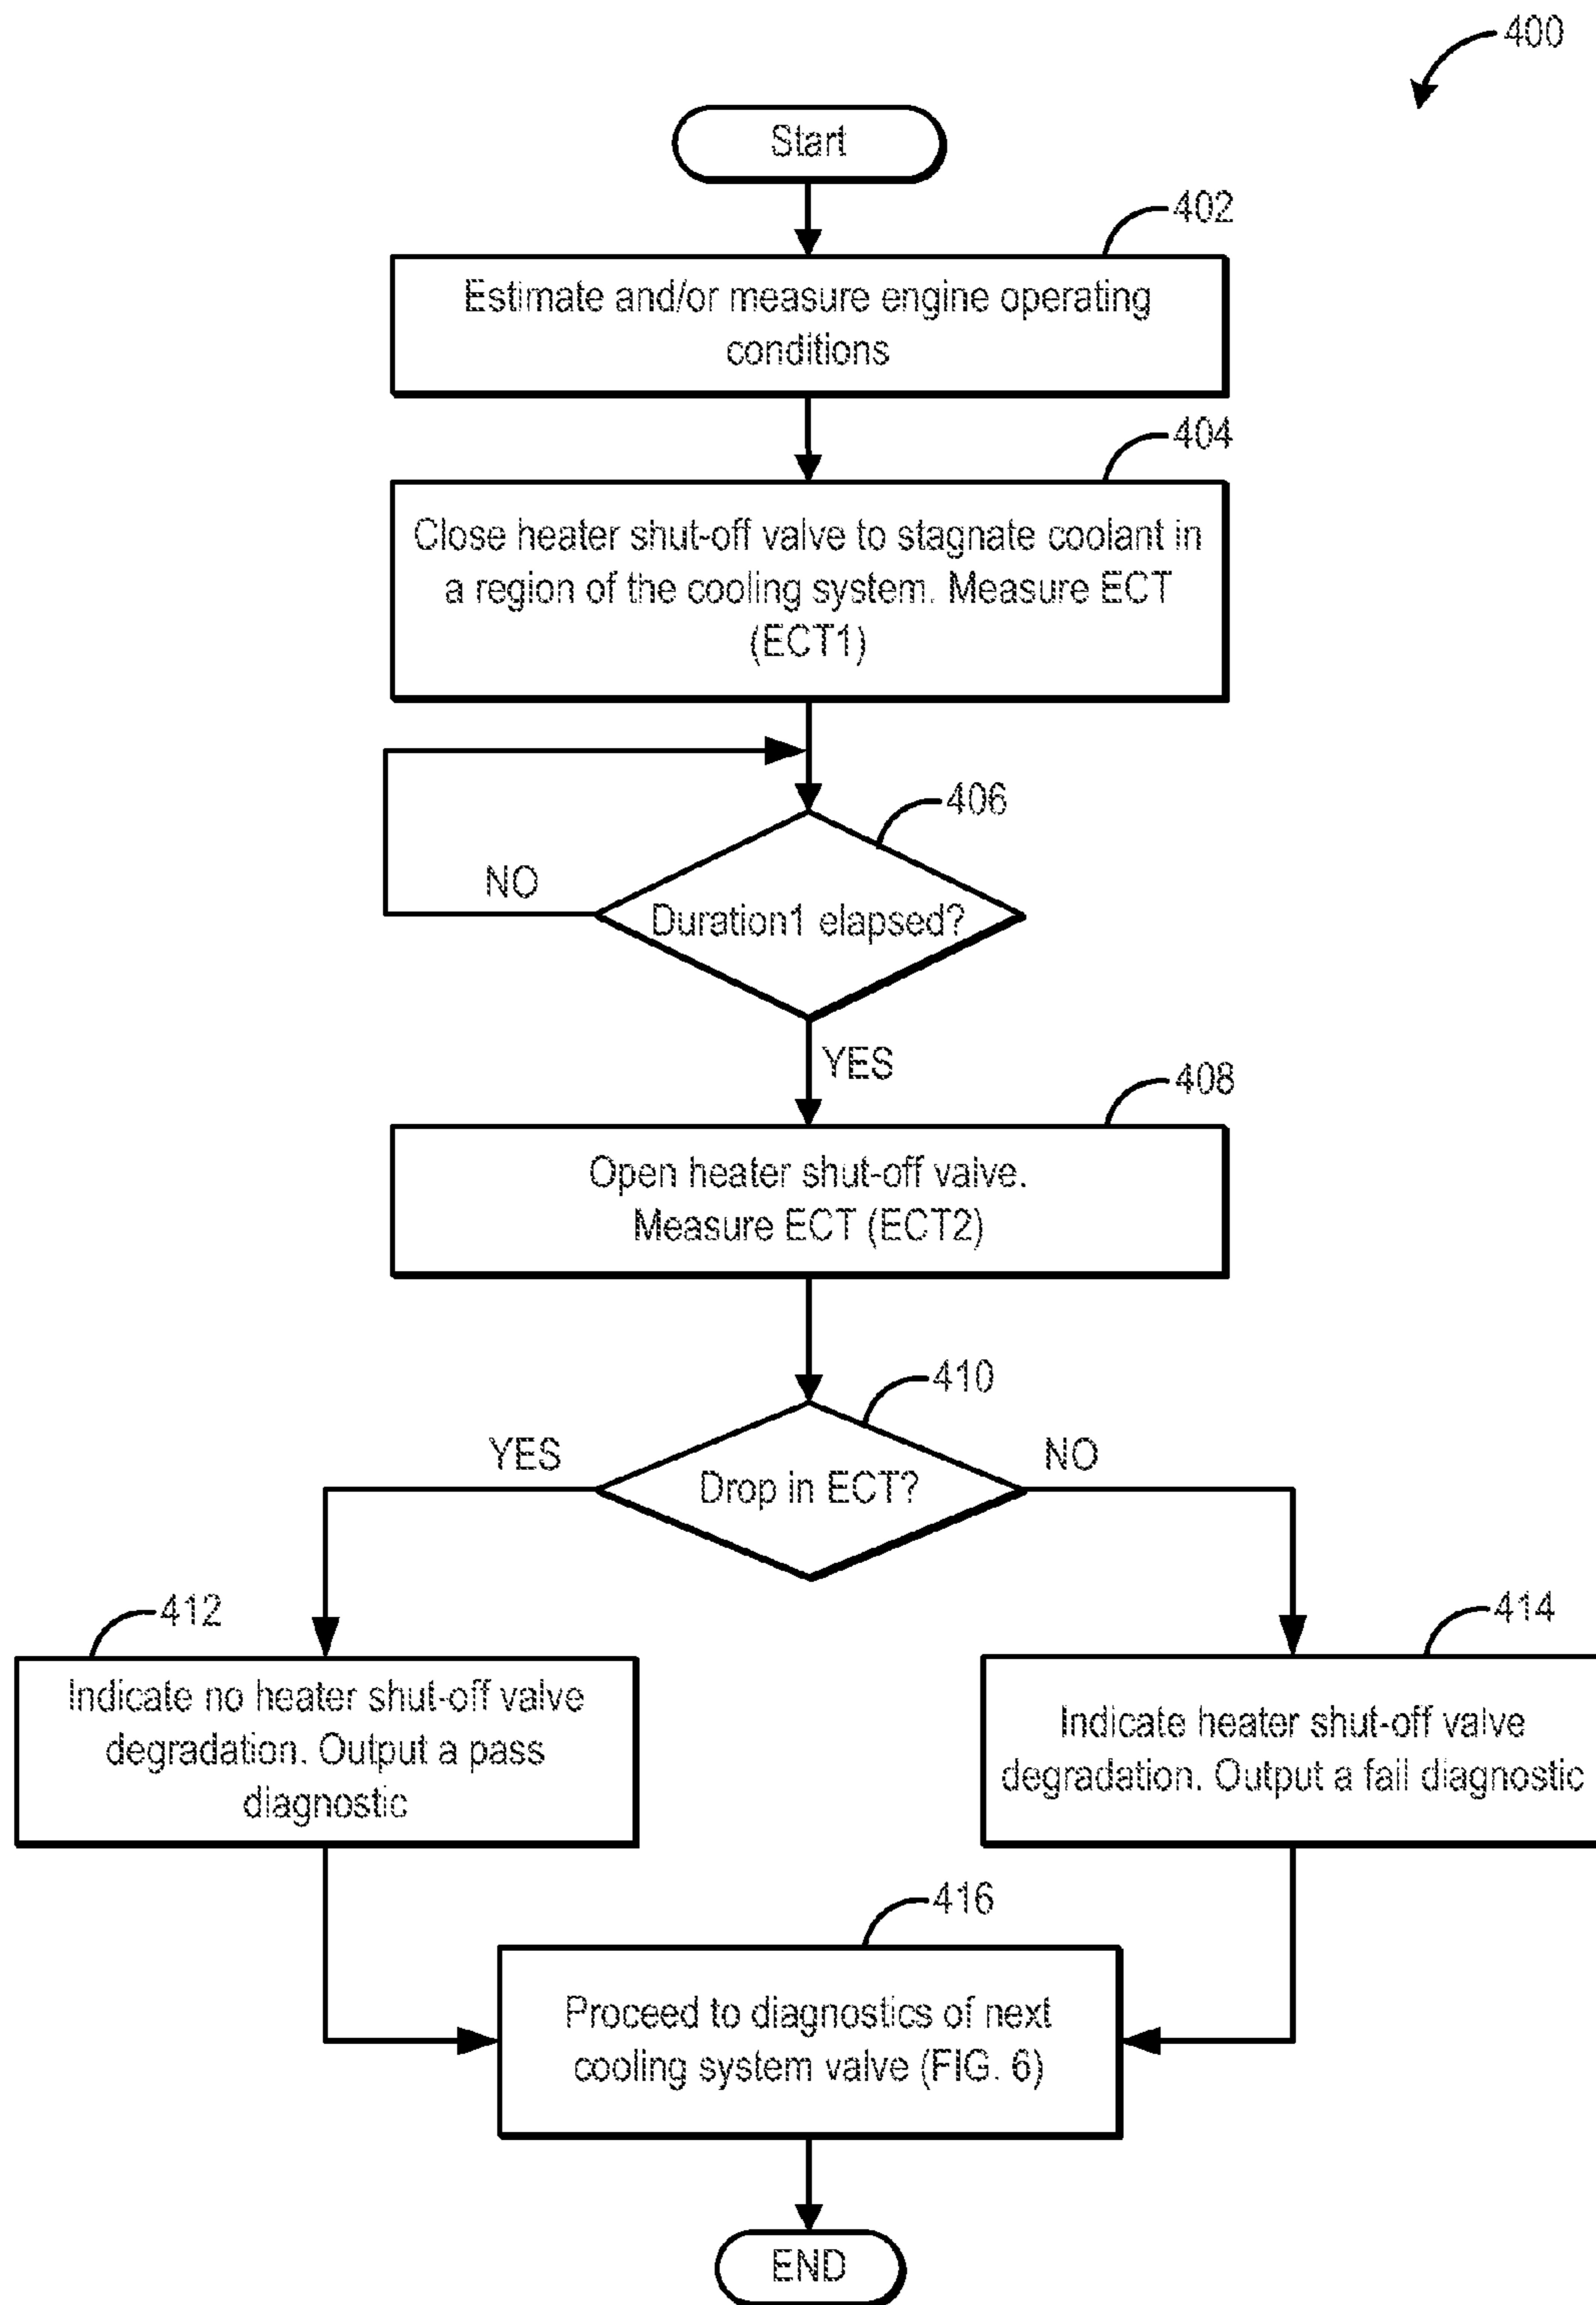 400
Start
402
Estimate and/or measure engine operating
conditions
404
Close heater shut-off valve to stagnate coolant in
a region of the cooling system. Measure ECT
(ECT1)
406
NO
Duration1 elapsed?
YES
408
Open heater shut-off valve.
Measure ECT (ECT2)
410
YES
NO
Drop in ECT?
412
Indicate no heater shut-off valve
degradation. Output a pass
diagnostic
414
Indicate heater shut-off valve
degradation. Output a fail diagnostic
416
Proceed to diagnostics of next
cooling system valve (FIG. 6)
END